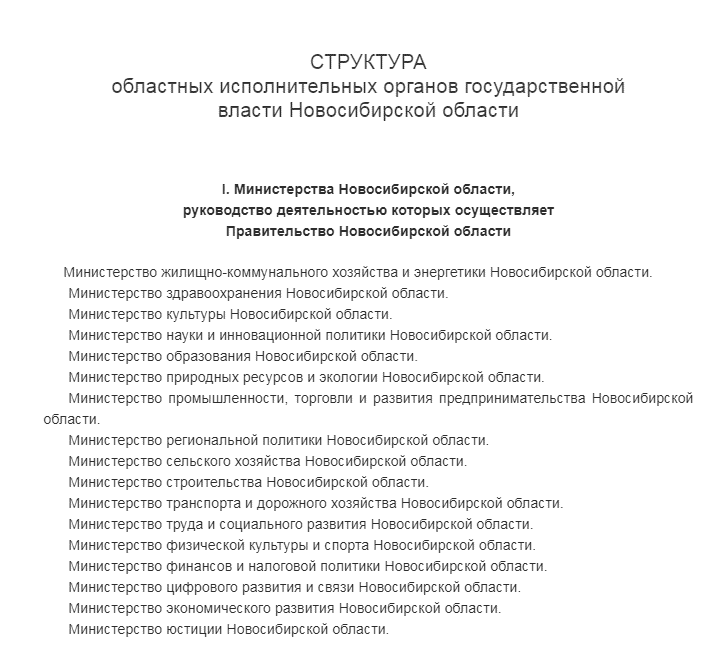 СТРУКТУРА
областных исполнительных органов государственной
власти Новосибирской области
I. Министерства Новосибирской области,
руководство деятельностью которых осуществляет
Правительство Новосибирской области
Министерство жилищно-коммунального хозяйства и энергетики Новосибирской области.
Министерство здравоохранения Новосибирской области.
Министерство культуры Новосибирской области.
Министерство науки и инновационной политики Новосибирской области.
Министерство образования Новосибирской области.
Министерство природных ресурсов и экологии Новосибирской области.
Министерство промышленности, торговли и развития предпринимательства Новосибирской
области.
Министерство региональной политики Новосибирской области.
Министерство сельского хозяйства Новосибирской области.
Министерство строительства Новосибирской области.
Министерство транспорта и дорожного хозяйства Новосибирской области.
Министерство труда и социального развития Новосибирской области.
Министерство физической культуры и спорта Новосибирской области.
Министерство финансов и налоговой политики Новосибирской области.
Министерство цифрового развития и связи Новосибирской области.
Министерство экономического развития Новосибирской области.
Министерство юстиции Новосибирской области.